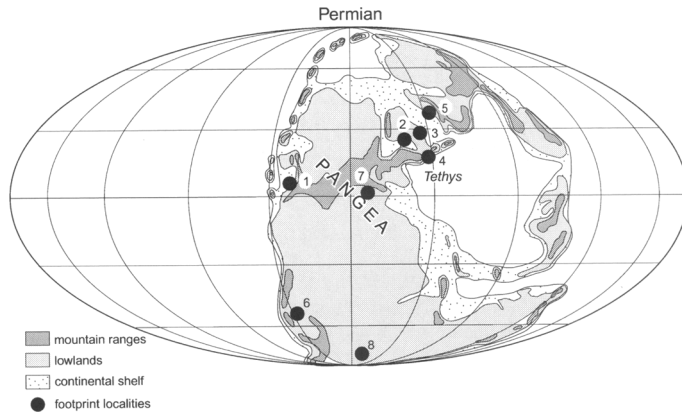 Permian
5
2
3
4
Tethys
1
7
PANGEA
6
8
mountain ranges
lowlands
continental shelf
footprint localities